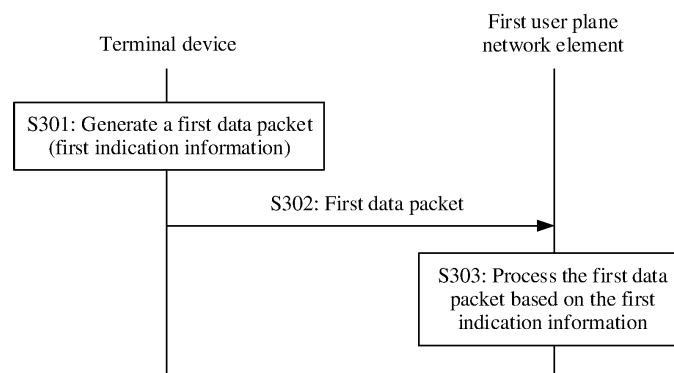 Terminal device
First user plane
network element
S301: Generate a first data packet
(first indication information)
S302: First data packet
S303: Process the first data
packet based on the first
indication information